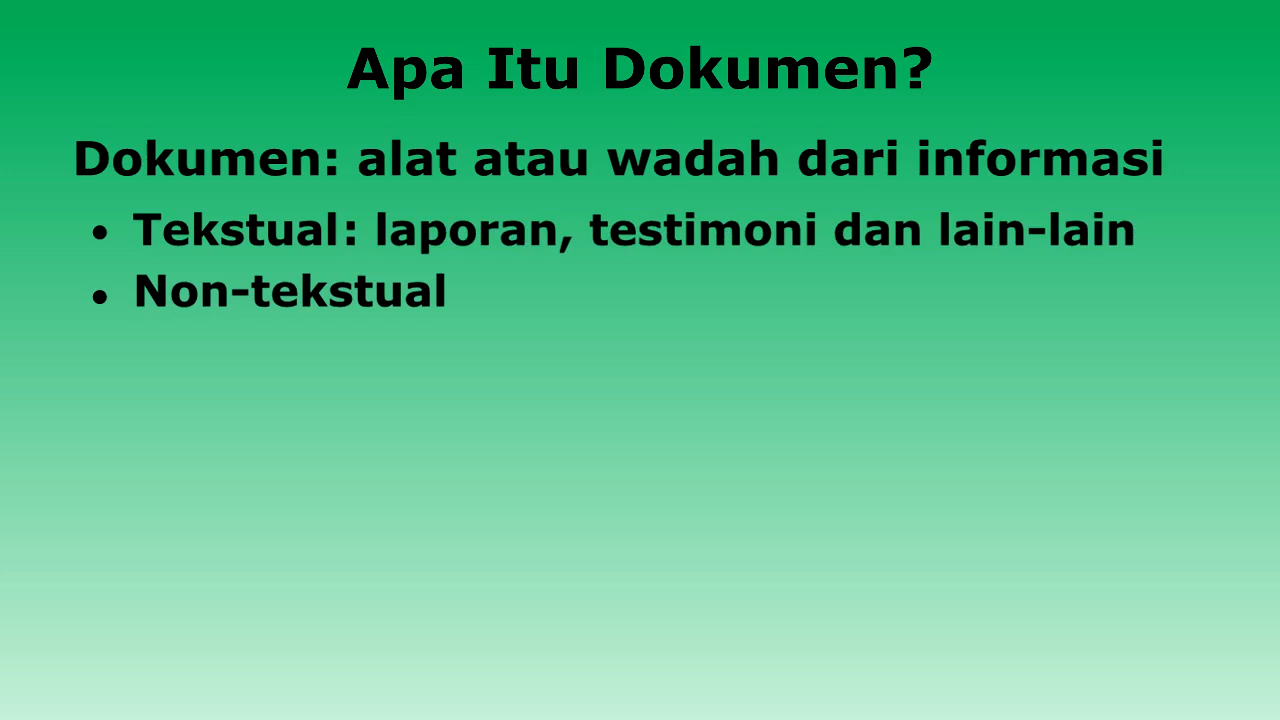 Apa Itu Dokumen?
Dokumen: alat atau wadah dari informasi
• Tekstual: laporan, testimoni dan lain-lain
• Non-tekstual